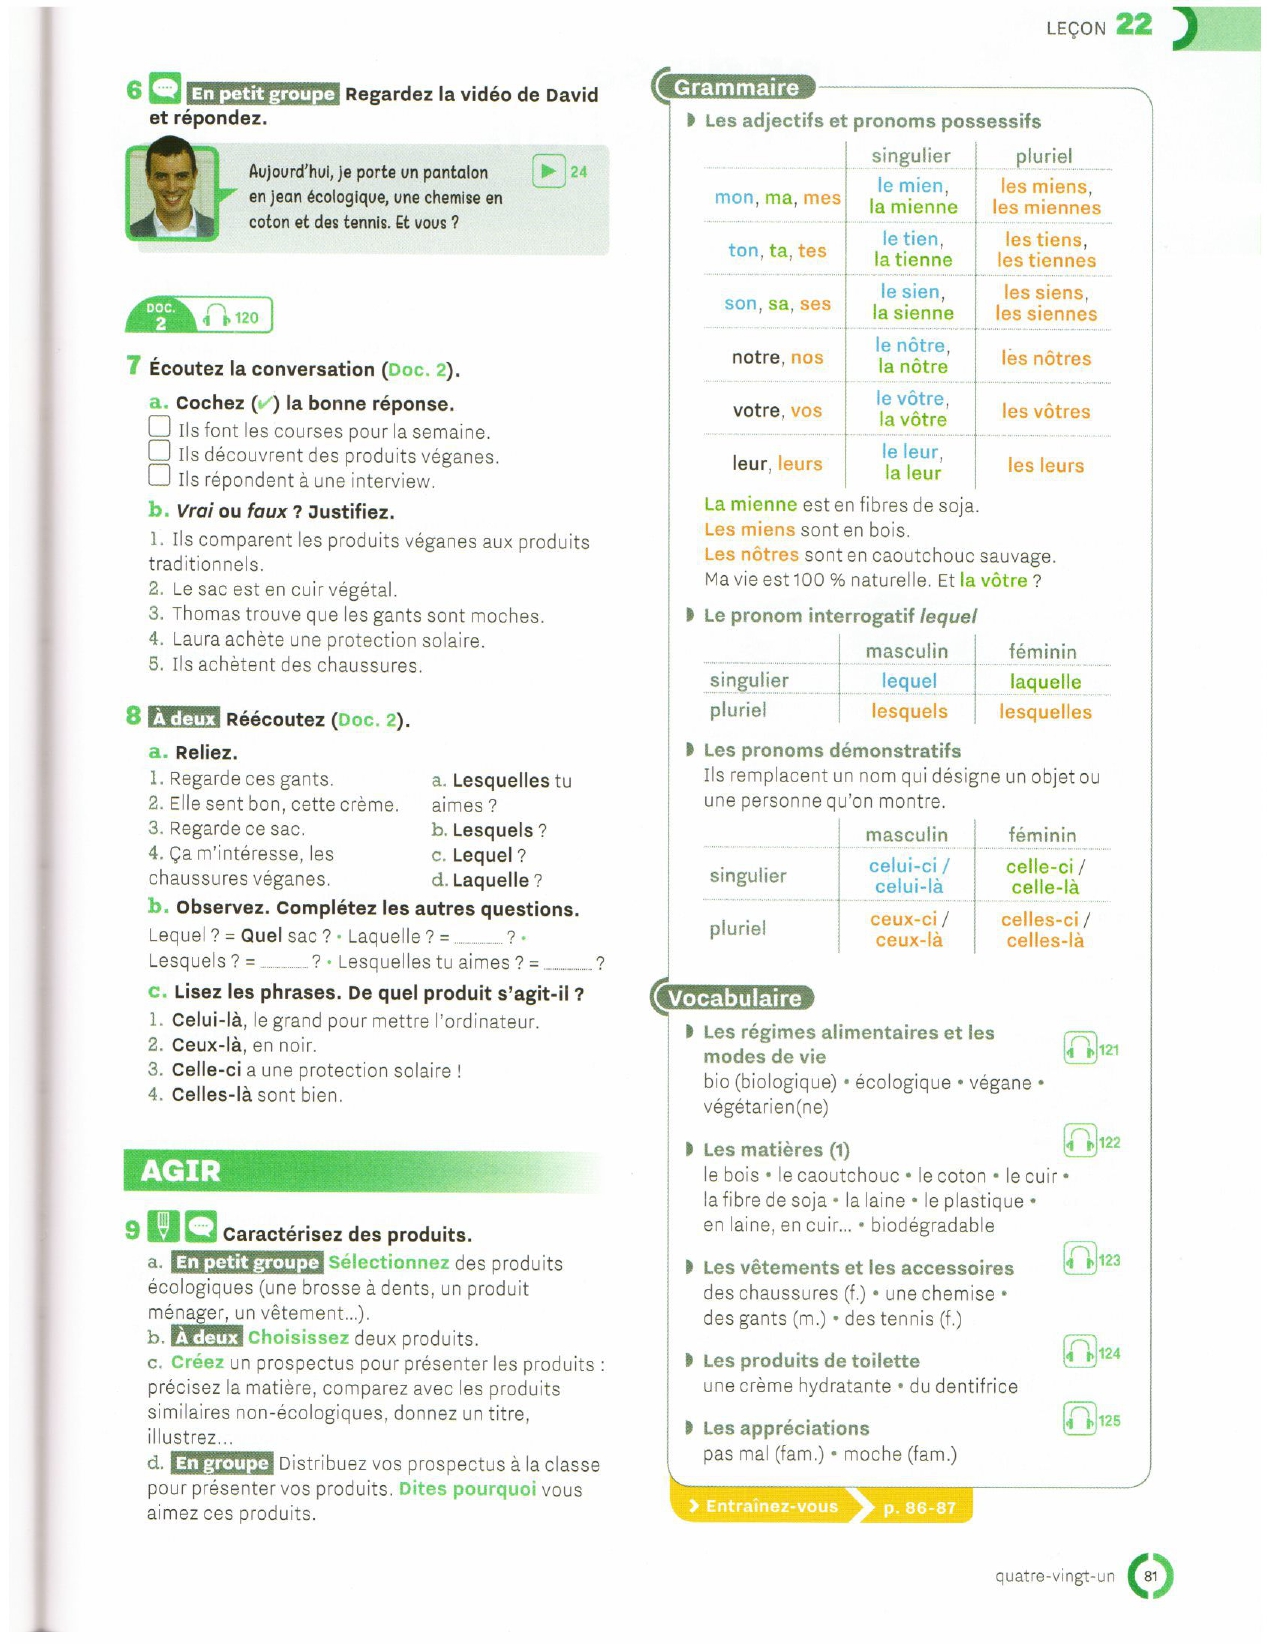 LEÇON 22
6 En petit groupe Regardez la vidéo de David
et répondez.
Aujourd'hui, je porte un pantalon
en jean écologique, une chemise en
coton et des tennis. Et vous ?
24
DOC.
2
120
7 Écoutez la conversation (Doc. 2).
a. Cochez (✓) la bonne réponse.
Ils font les courses pour la semaine.
Ils découvrent des produits véganes.
Ils répondent à une interview.
b. Vrai ou faux ? Justifiez.
1. Ils comparent les produits véganes aux produits
traditionnels.
2. Le sac est en cuir végétal.
3. Thomas trouve que les gants sont moches.
4. Laura achète une protection solaire.
5. Ils achètent des chaussures.
8 À deux Réécoutez (Doc. 2).
a. Reliez.
1. Regarde ces gants.
2. Elle sent bon, cette crème.
3. Regarde ce sac.
4. Ça m'intéresse, les
chaussures véganes.
a. Lesquelles tu
aimes ?
b. Lesquels ?
c. Lequel ?
d. Laquelle ?
b. Observez. Complétez les autres questions.
Lequel ? = Quel sac ? • Laquelle ? = ........... ? •
Lesquels ? = ........... ? • Lesquelles tu aimes ? = ........... ?
c. Lisez les phrases. De quel produit s'agit-il ?
1. Celui-là, le grand pour mettre l'ordinateur.
2. Ceux-là, en noir.
3. Celle-ci a une protection solaire !
4. Celles-là sont bien.
AGIR
9 Caractérisez des produits.
a. En petit groupe Sélectionnez des produits
écologiques (une brosse à dents, un produit
ménager, un vêtement...).
b. À deux Choisissez deux produits.
c. Créez un prospectus pour présenter les produits :
précisez la matière, comparez avec les produits
similaires non-écologiques, donnez un titre,
illustrez...
d. En groupe Distribuez vos prospectus à la classe
pour présenter vos produits. Dites pourquoi vous
aimez ces produits.
Grammaire
Les adjectifs et pronoms possessifs
singulier pluriel
mon, ma, mes le mien, la mienne les miens, les miennes
ton, ta, tes le tien, la tienne les tiens, les tiennes
son, sa, ses le sien, la sienne les siens, les siennes
notre, nos le nôtre, la nôtre les nôtres
votre, vos le vôtre, la vôtre les vôtres
leur, leurs le leur, la leur les leurs
La mienne est en fibres de soja.
Les miens sont en bois.
Les nôtres sont en caoutchouc sauvage.
Ma vie est 100 % naturelle. Et la vôtre ?
Le pronom interrogatif lequel
masculin féminin
singulier lequel laquelle
pluriel lesquels lesquelles
Les pronoms démonstratifs
Ils remplacent un nom qui désigne un objet ou
une personne qu'on montre.
masculin féminin
singulier celui-ci / celui-là celle-ci / celle-là
pluriel ceux-ci / ceux-là celles-ci / celles-là
Vocabulaire
Les régimes alimentaires et les
modes de vie
121
bio (biologique) • écologique • végane •
végétarien(ne)
Les matières (1)
122
le bois • le caoutchouc • le coton • le cuir •
la fibre de soja • la laine • le plastique •
en laine, en cuir... • biodégradable
Les vêtements et les accessoires
123
des chaussures (f.) • une chemise •
des gants (m.) • des tennis (f.)
Les produits de toilette
124
une crème hydratante • du dentifrice
Les appréciations
125
pas mal (fam.) • moche (fam.)
Entraînez-vous p. 86-87
quatre-vingt-un 81